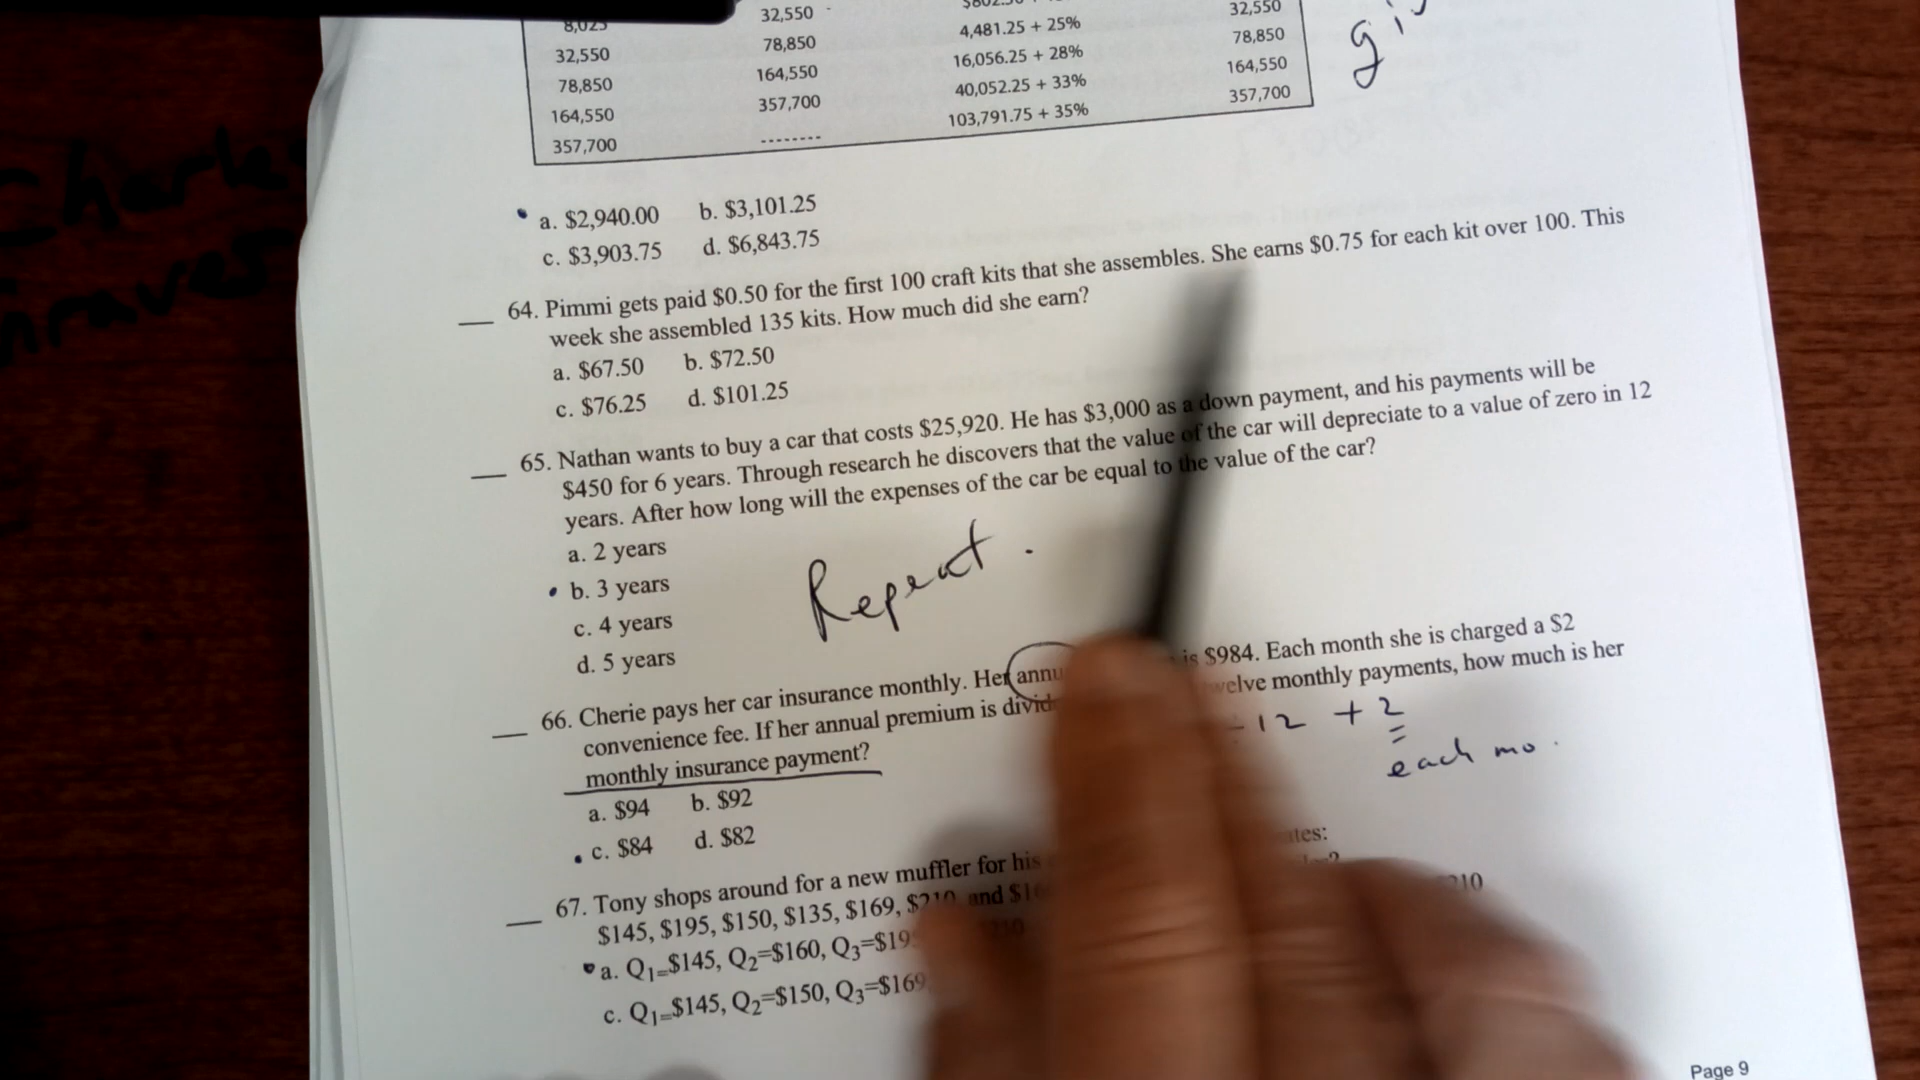 8,025 32,550
32,550 78,850 4,481.25 + 25% 32,550
78,850 164,550 16,056.25 + 28% 78,850
164,550 357,700 40,052.25 + 33% 164,550
357,700 -------- 103,791.75 + 35% 357,700
a. $2,940.00 b. $3,101.25
c. $3,903.75 d. $6,843.75
64. Pimmi gets paid $0.50 for the first 100 craft kits that she assembles. She earns $0.75 for each kit over 100. This
week she assembled 135 kits. How much did she earn?
a. $67.50 b. $72.50
c. $76.25 d. $101.25
65. Nathan wants to buy a car that costs $25,920. He has $3,000 as a down payment, and his payments will be
$450 for 6 years. Through research he discovers that the value of the car will depreciate to a value of zero in 12
years. After how long will the expenses of the car be equal to the value of the car?
a. 2 years
b. 3 years
c. 4 years
d. 5 years
Repeat.
66. Cherie pays her car insurance monthly. Her is $984. Each month she is charged a $2
convenience fee. If her annual premium is monthly payments, how much is her
monthly insurance payment?
÷ 12 + 2
each mo.
a. $94 b. $92
c. $84 d. $82
67. Tony shops around for a new muffler for his
$145, $195, $150, $135, $169, $210, and
a. Q1=$145, Q2=$160, Q3=
c. Q1=$145, Q2=$150, Q3=$169
Page 9